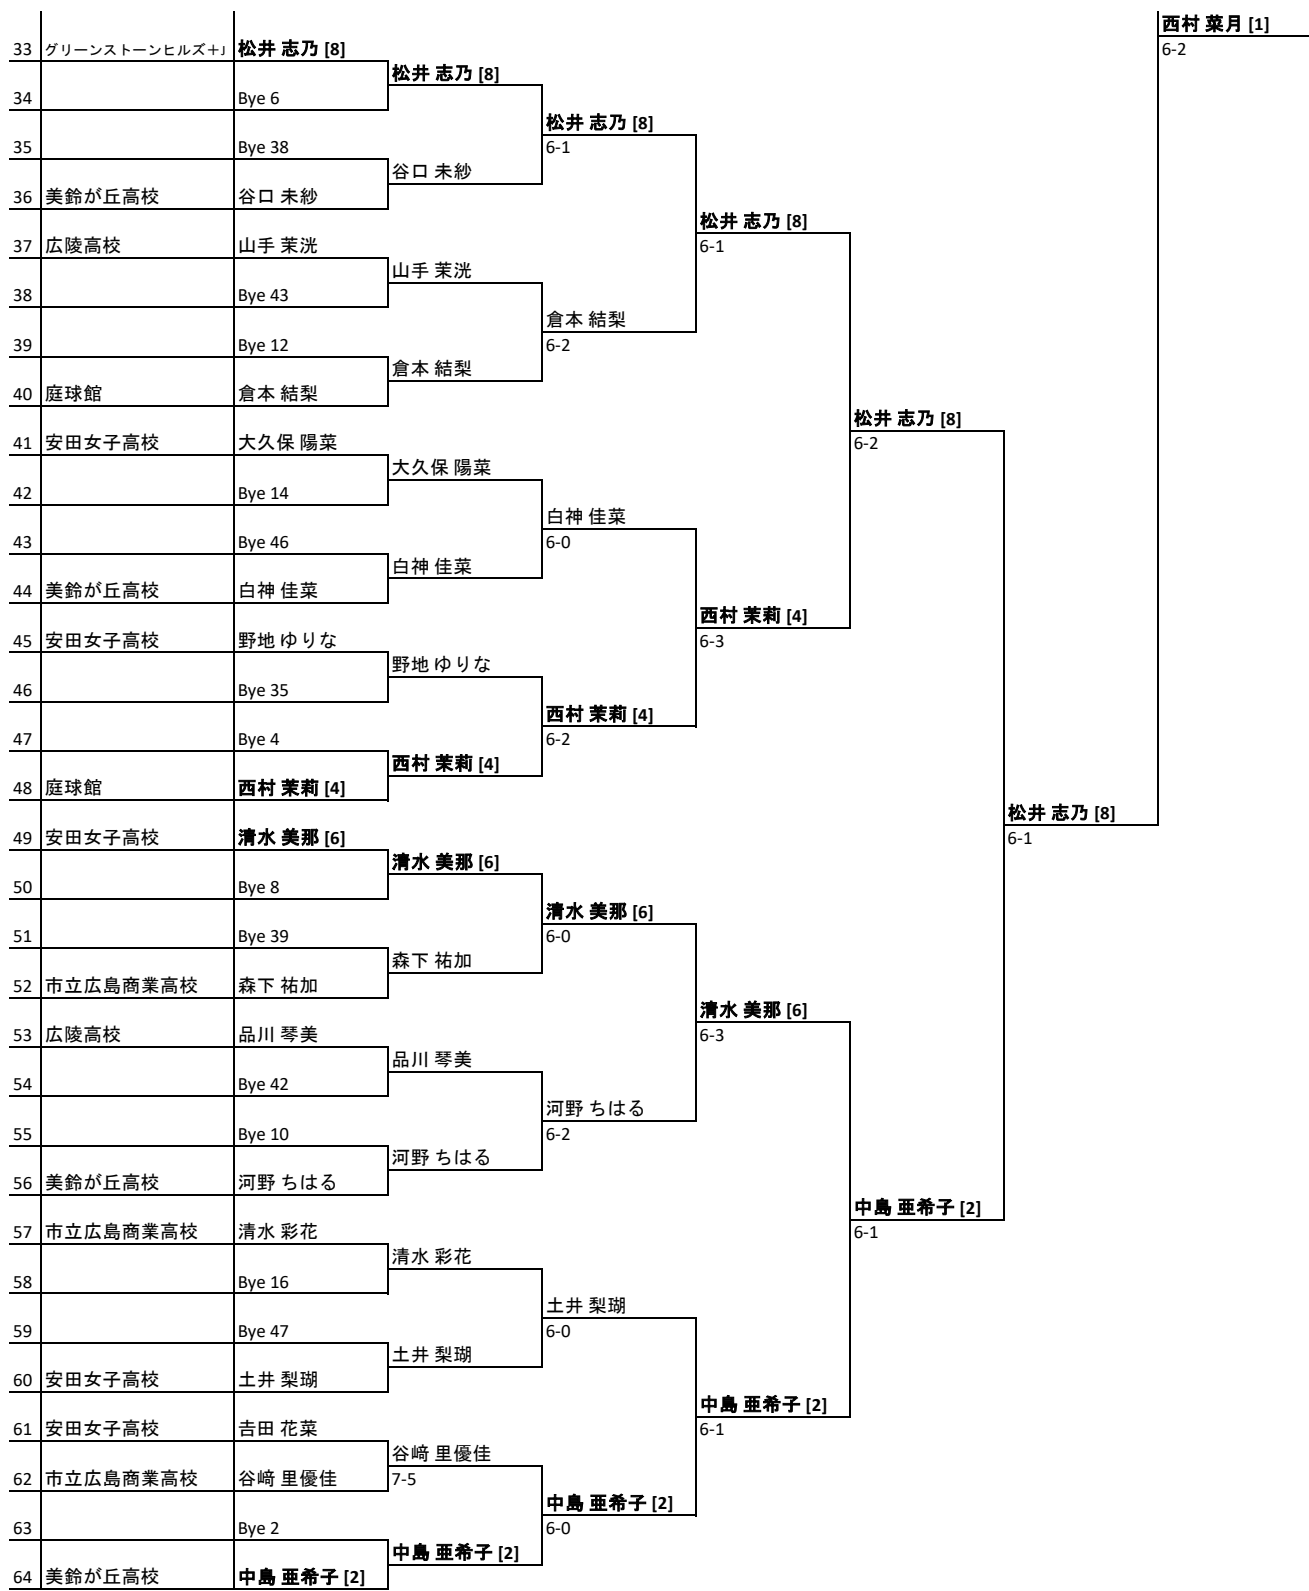 西村 菜月 [1]
33 グリーンストーンヒルズ+J 松井 志乃 [8]
6-2
松井 志乃 [8]
34 Bye 6
松井 志乃 [8]
35 Bye 38
6-1
谷口 未紗
36 美鈴が丘高校 谷口 未紗
松井 志乃 [8]
37 広陵高校 山手 茉洸
6-1
山手 茉洸
38 Bye 43
倉本 結梨
39 Bye 12
6-2
倉本 結梨
40 庭球館 倉本 結梨
松井 志乃 [8]
41 安田女子高校 大久保 陽菜
6-2
大久保 陽菜
42 Bye 14
白神 佳菜
43 Bye 46
6-0
白神 佳菜
44 美鈴が丘高校 白神 佳菜
西村 茉莉 [4]
45 安田女子高校 野地 ゆりな
6-3
野地 ゆりな
46 Bye 35
西村 茉莉 [4]
47 Bye 4
6-2
西村 茉莉 [4]
48 庭球館 西村 茉莉 [4]
松井 志乃 [8]
49 安田女子高校 清水 美那 [6]
6-1
清水 美那 [6]
50 Bye 8
清水 美那 [6]
51 Bye 39
6-0
森下 祐加
52 市立広島商業高校 森下 祐加
清水 美那 [6]
53 広陵高校 品川 琴美
6-3
品川 琴美
54 Bye 42
河野 ちはる
55 Bye 10
6-2
河野 ちはる
56 美鈴が丘高校 河野 ちはる
中島 亜希子 [2]
57 市立広島商業高校 清水 彩花
6-1
清水 彩花
58 Bye 16
土井 梨瑚
59 Bye 47
6-0
土井 梨瑚
60 安田女子高校 土井 梨瑚
中島 亜希子 [2]
61 安田女子高校 𠮷田 花菜
6-1
谷﨑 里優佳
62 市立広島商業高校 谷﨑 里優佳
7-5
中島 亜希子 [2]
63 Bye 2
6-0
中島 亜希子 [2]
64 美鈴が丘高校 中島 亜希子 [2]